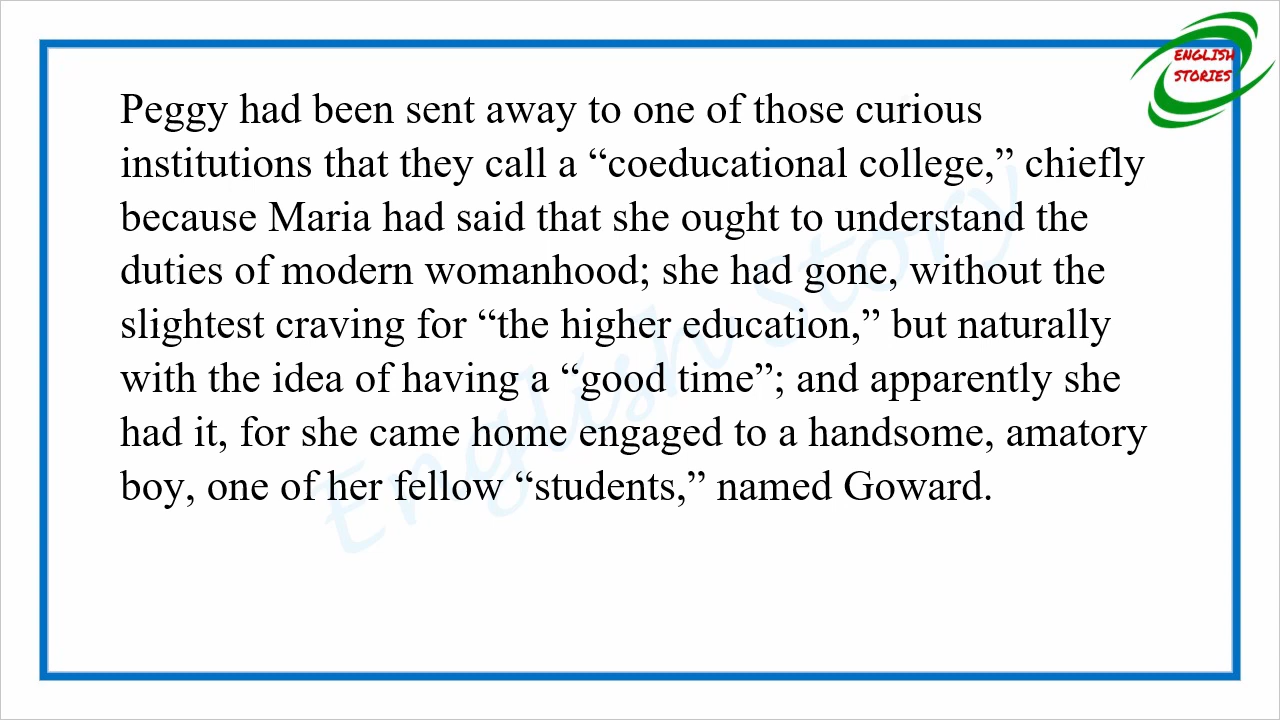 ENGLISH
STORIES
Peggy had been sent away to one of those curious
institutions that they call a “coeducational college,” chiefly
because Maria had said that she ought to understand the
duties of modern womanhood; she had gone, without the
slightest craving for “the higher education,” but naturally
with the idea of having a “good time”; and apparently she
had it, for she came home engaged to a handsome, amatory
boy, one of her fellow “students,” named Goward.
English Story